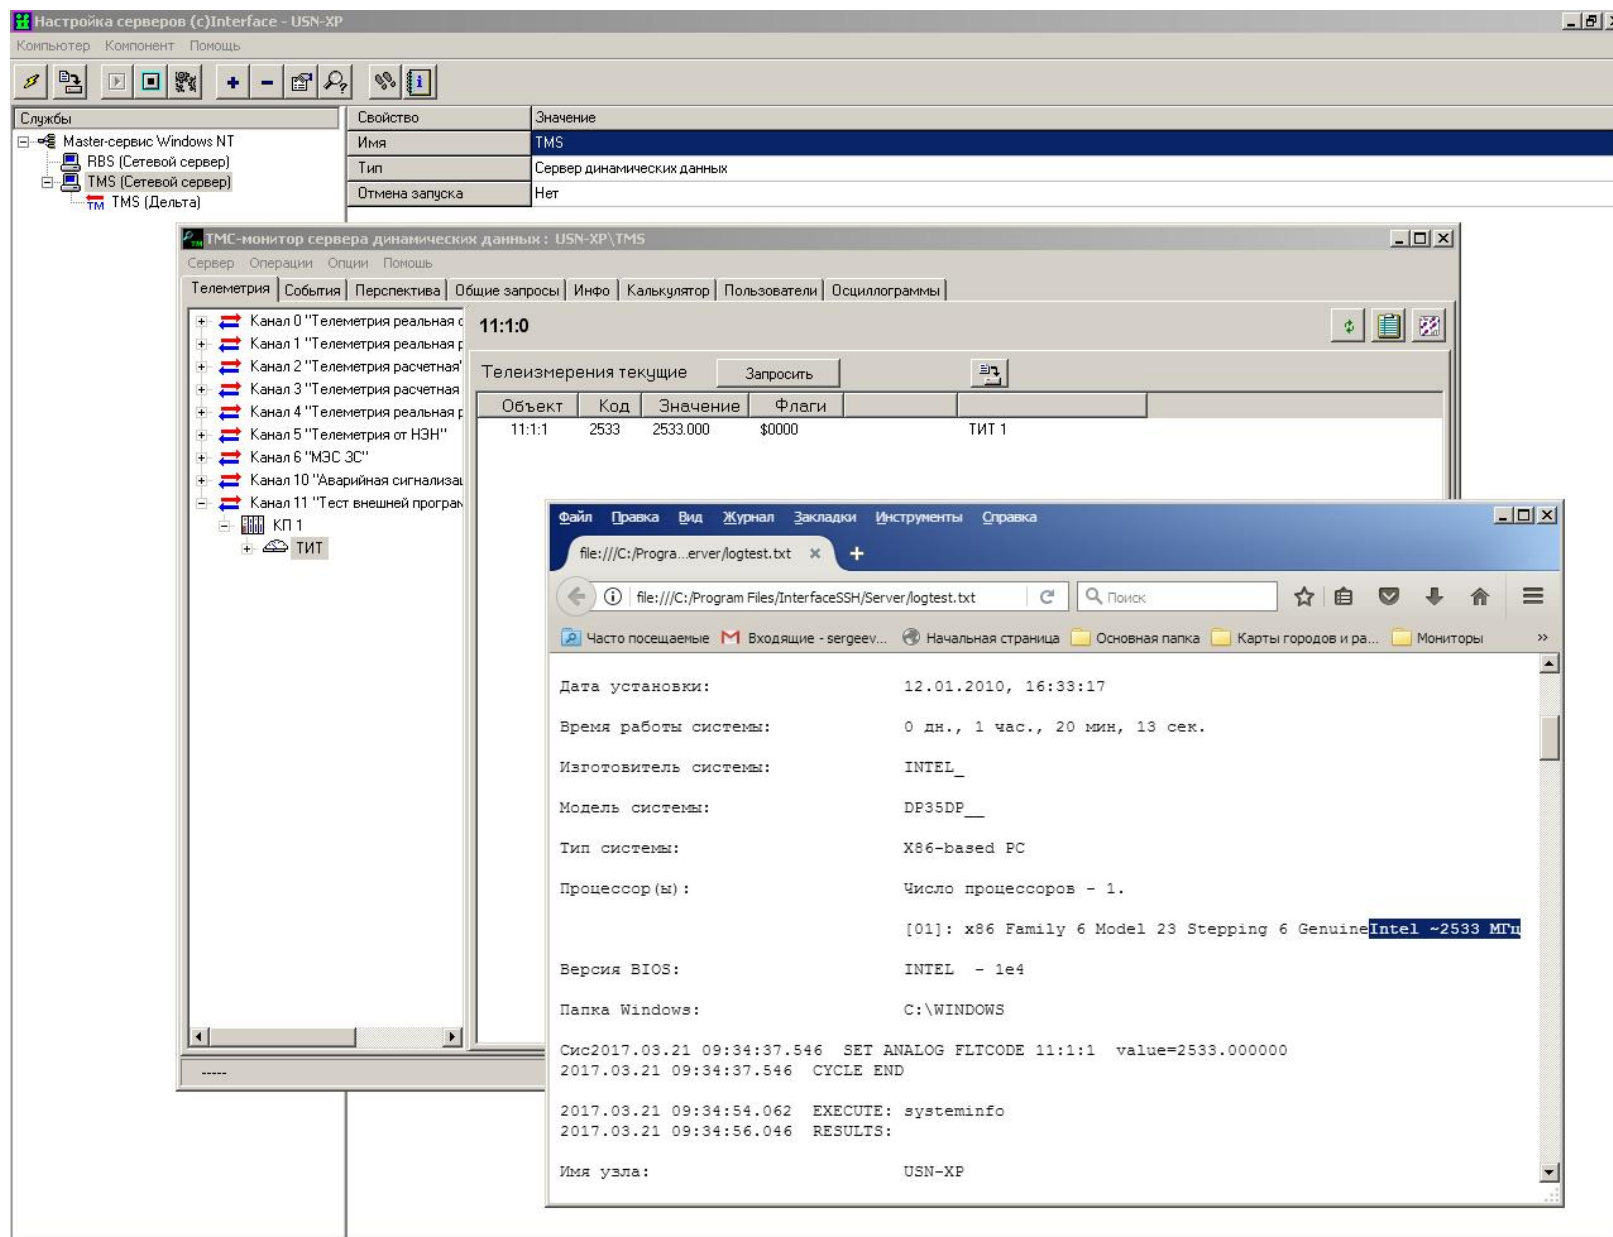 Настройка серверов (c)Interface - USN-XP
Компьютер Компонент Помощь
Службы
Master-сервис Windows NT
RBS (Сетевой сервер)
TMS (Сетевой сервер)
TMS (Дельта)
Свойство Значение
Имя TMS
Тип Сервер динамических данных
Отмена запуска Нет
ТМС-монитор сервера динамических данных : USN-XP\TMS
Сервер Операции Опции Помошь
Телеметрия События Перспектива Общие запросы Инфо Калькулятор Пользователи Осциллограммы
Канал 0 "Телеметрия реальная
Канал 1 "Телеметрия реальная
Канал 2 "Телеметрия расчетная"
Канал 3 "Телеметрия расчетная
Канал 4 "Телеметрия реальная
Канал 5 "Телеметрия от НЭН"
Канал 6 "МЭС ЗС"
Канал 10 "Аварийная сигнализац
Канал 11 "Тест внешней програм
КП 1
ТИТ
11:1:0
Телеизмерения текущие Запросить
Объект Код Значение Флаги
11:1:1 2533 2533.000 $0000 ТИТ 1
-----
Файл Правка Вид Журнал Закладки Инструменты Справка
file:///C:/Progra...erver/logtest.txt
file:///C:/Program Files/InterfaceSSH/Server/logtest.txt Поиск
Часто посещаемые Входящие - sergeev... Начальная страница Основная папка Карты городов и ра... Мониторы
Дата установки: 12.01.2010, 16:33:17
Время работы системы: 0 дн., 1 час., 20 мин, 13 сек.
Изготовитель системы: INTEL_
Модель системы: DP35DP__
Тип системы: X86-based PC
Процессор(ы): Число процессоров - 1.
[01]: x86 Family 6 Model 23 Stepping 6 GenuineIntel ~2533 МГц
Версия BIOS: INTEL - 1e4
Папка Windows: C:\WINDOWS
Сис2017.03.21 09:34:37.546 SET ANALOG FLTCODE 11:1:1 value=2533.000000
2017.03.21 09:34:37.546 CYCLE END
2017.03.21 09:34:54.062 EXECUTE: systeminfo
2017.03.21 09:34:56.046 RESULTS:
Имя узла: USN-XP